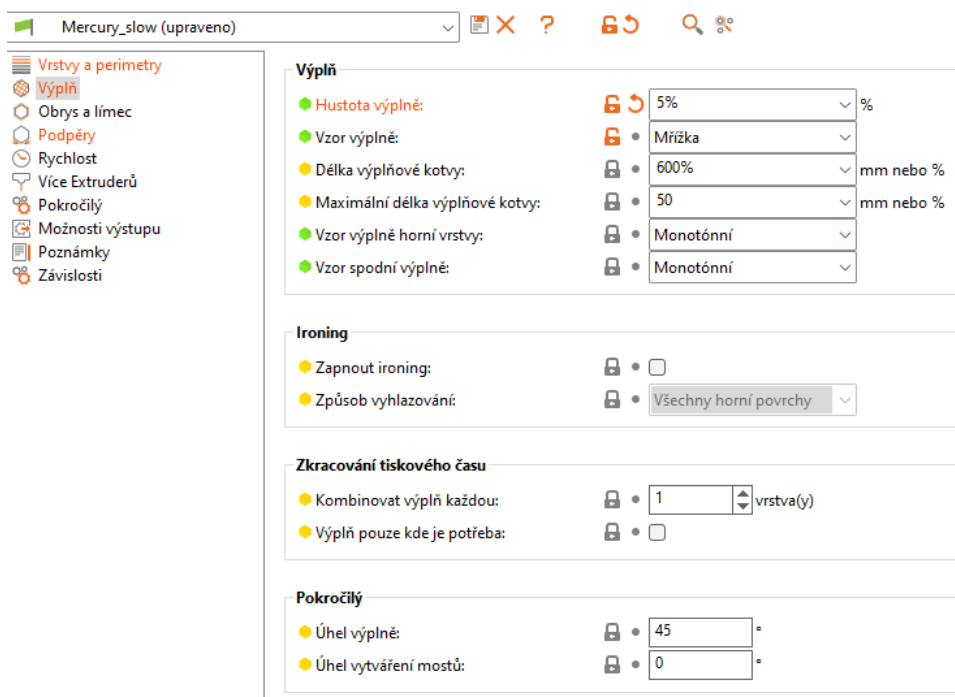 Mercury_slow (upraveno)
Vrstvy a perimetry
Výplň
Obrys a límec
Podpěry
Rychlost
Více Extruderů
Pokročilý
Možnosti výstupu
Poznámky
Závislosti
Výplň
Hustota výplně: 5% %
Vzor výplně: Mřížka
Délka výplňové kotvy: 600% mm nebo %
Maximální délka výplňové kotvy: 50 mm nebo %
Vzor výplně horní vrstvy: Monotónní
Vzor spodní výplně: Monotónní
Ironing
Zapnout ironing:
Způsob vyhlazování: Všechny horní povrchy
Zkracování tiskového času
Kombinovat výplň každou: 1 vrstva(y)
Výplň pouze kde je potřeba:
Pokročilý
Úhel výplně: 45 °
Úhel vytváření mostů: 0 °